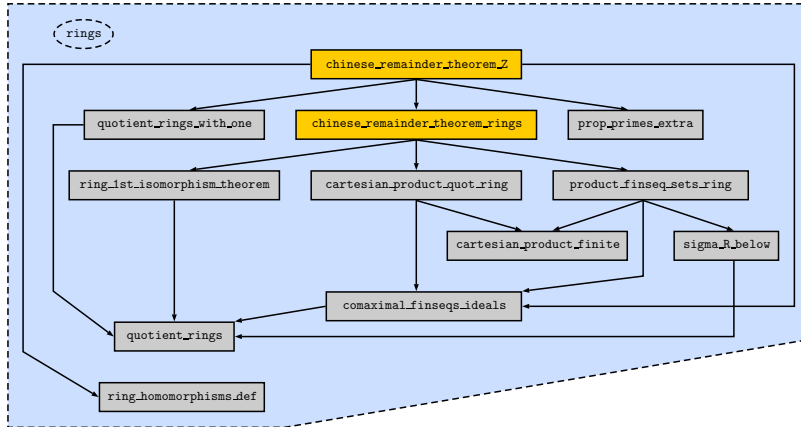 rings
chinese_remainder_theorem_Z
quotient_rings_with_one
chinese_remainder_theorem_rings
prop_primes_extra
ring_1st_isomorphism_theorem
cartesian_product_quot_ring
product_finseq_sets_ring
cartesian_product_finite
sigma_R_below
comaximal_finseqs_ideals
quotient_rings
ring_homomorphisms_def